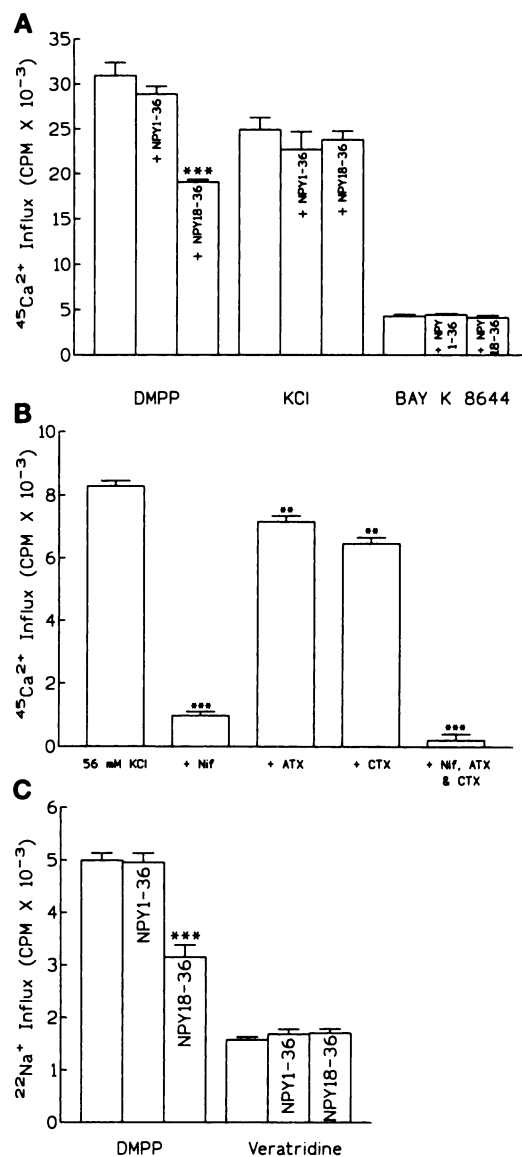 A
⁴⁵Ca²⁺ Influx (CPM X 10⁻³)
35
30
25
20
15
10
5
0
+ NPY1-36
***
+ NPY18-36
+ NPY1-36
+ NPY18-36
+ NPY
1-36
+ NPY
18-36
DMPP KCl BAY K 8644
B
⁴⁵Ca²⁺ Influx (CPM X 10⁻³)
10
8
6
4
2
0
***
**
**
***
56 mM KCl + Nif + ATX + CTX + Nif, ATX
& CTX
C
²²Na⁺ Influx (CPM X 10⁻³)
6
5
4
3
2
1
0
NPY1-36
***
NPY18-36
NPY1-36
NPY18-36
DMPP Veratridine